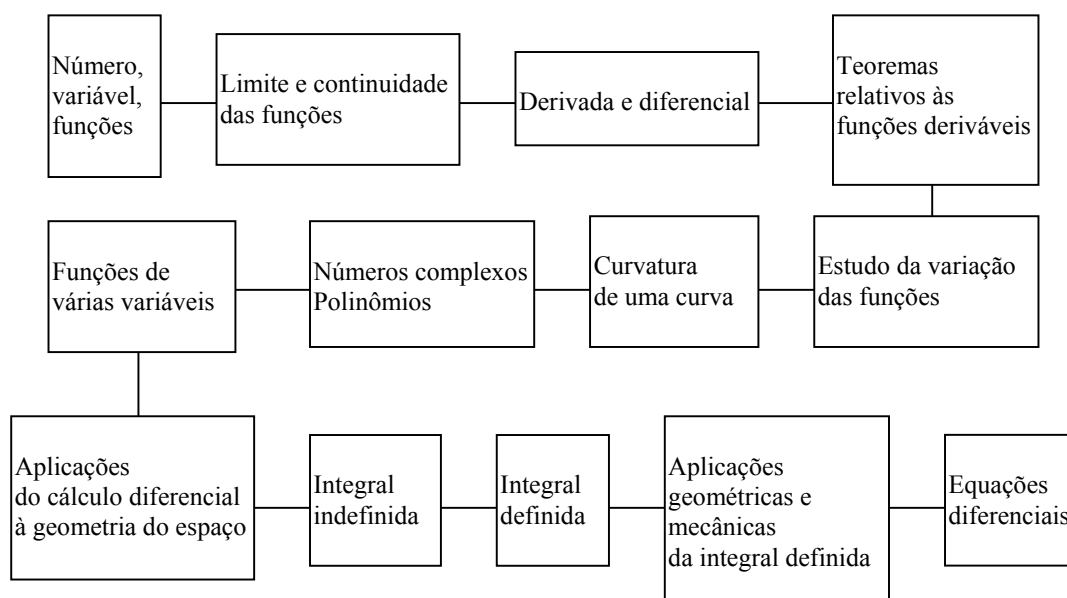 Número,
variável,
funções
Limite e continuidade
das funções
Derivada e diferencial
Teoremas
relativos às
funções deriváveis
Funções de
várias variáveis
Números complexos
Polinômios
Curvatura
de uma curva
Estudo da variação
das funções
Aplicações
do cálculo diferencial
à geometria do espaço
Integral
indefinida
Integral
definida
Aplicações
geométricas e
mecânicas
da integral definida
Equações
diferenciais